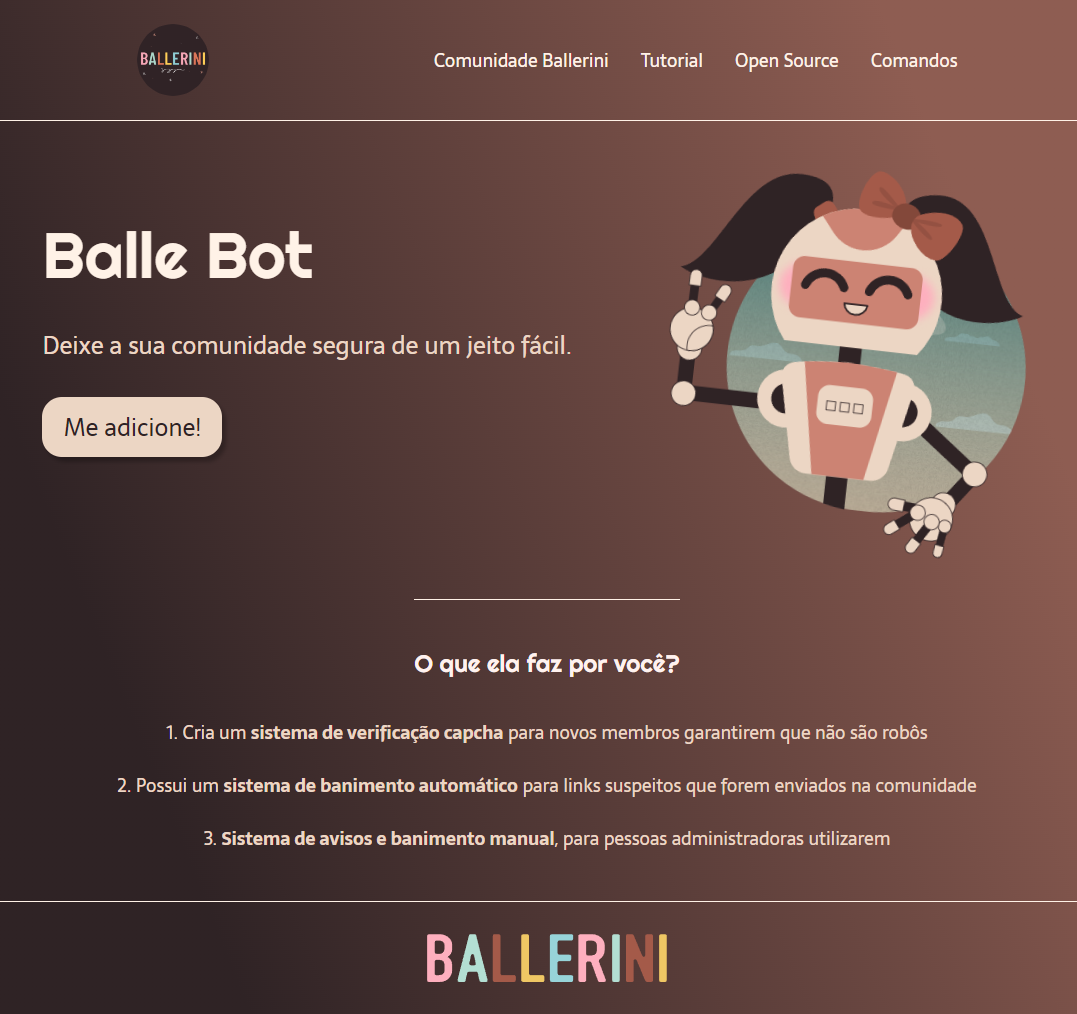 BALLERINI
Comunidade Ballerini Tutorial Open Source Comandos
Balle Bot
Deixe a sua comunidade segura de um jeito fácil.
Me adicione!
O que ela faz por você?
1. Cria um sistema de verificação capcha para novos membros garantirem que não são robôs
2. Possui um sistema de banimento automático para links suspeitos que forem enviados na comunidade
3. Sistema de avisos e banimento manual, para pessoas administradoras utilizarem
BALLERINI